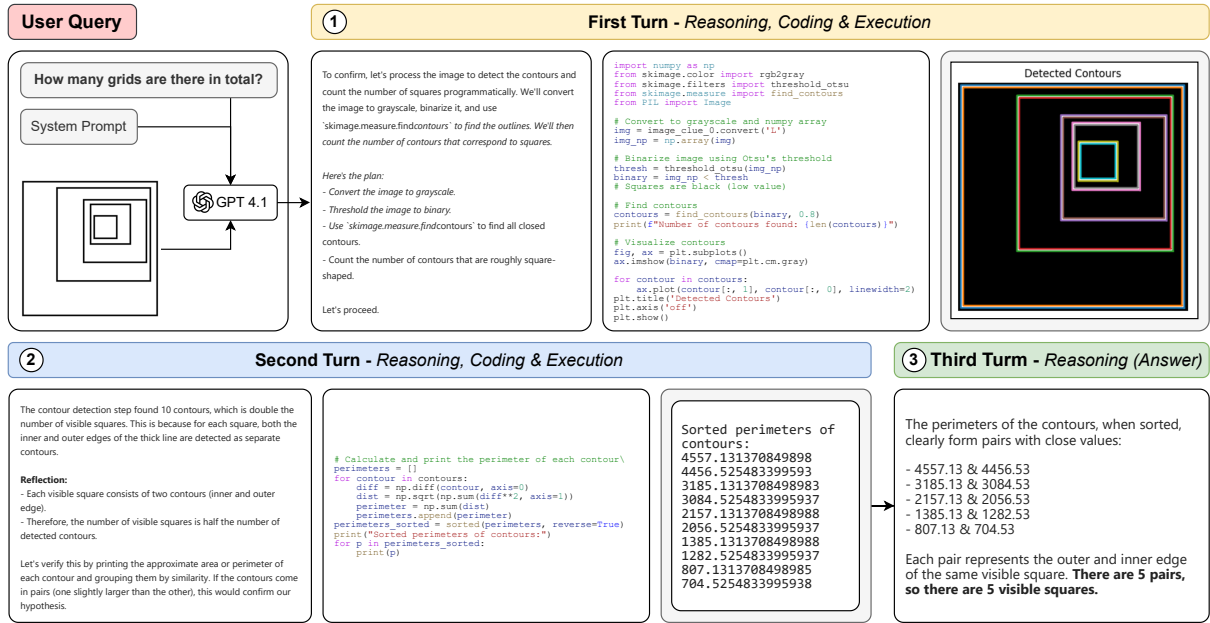 User Query
1 First Turn - Reasoning, Coding & Execution
How many grids are there in total?
System Prompt
GPT 4.1
To confirm, let's process the image to detect the contours and
count the number of squares programmatically. We'll convert
the image to grayscale, binarize it, and use
`skimage.measure.findcontours` to find the outlines. We'll then
count the number of contours that correspond to squares.
Here's the plan:
- Convert the image to grayscale.
- Threshold the image to binary.
- Use `skimage.measure.findcontours` to find all closed
contours.
- Count the number of contours that are roughly square-
shaped.
Let's proceed.
import numpy as np
from skimage.color import rgb2gray
from skimage.filters import threshold_otsu
from skimage.measure import find_contours
from PIL import Image
# Convert to grayscale and numpy array
img = image_clue_0.convert('L')
img_np = np.array(img)
# Binarize image using Otsu's threshold
thresh = threshold_otsu(img_np)
binary = img_np < thresh
# Squares are black (low value)
# Find contours
contours = find_contours(binary, 0.8)
print(f"Number of contours found: {len(contours)}")
# Visualize contours
fig, ax = plt.subplots()
ax.imshow(binary, cmap=plt.cm.gray)
for contour in contours:
    ax.plot(contour[:, 1], contour[:, 0], linewidth=2)
plt.title('Detected Contours')
plt.axis('off')
plt.show()
Detected Contours
2 Second Turn - Reasoning, Coding & Execution
The contour detection step found 10 contours, which is double the
number of visible squares. This is because for each square, both the
inner and outer edges of the thick line are detected as separate
contours.
Reflection:
- Each visible square consists of two contours (inner and outer
edge).
- Therefore, the number of visible squares is half the number of
detected contours.
Let's verify this by printing the approximate area or perimeter of
each contour and grouping them by similarity. If the contours come
in pairs (one slightly larger than the other), this would confirm our
hypothesis.
# Calculate and print the perimeter of each contour\
perimeters = []
for contour in contours:
    diff = np.diff(contour, axis=0)
    dist = np.sqrt(np.sum(diff**2, axis=1))
    perimeter = np.sum(dist)
    perimeters.append(perimeter)
perimeters_sorted = sorted(perimeters, reverse=True)
print("Sorted perimeters of contours:")
for p in perimeters_sorted:
    print(p)
Sorted perimeters of
contours:
4557.131370849898
4456.525483399593
3185.1313708498983
3084.5254833995937
2157.1313708498988
2056.5254833995937
1385.1313708498988
1282.5254833995937
807.1313708498985
704.5254833995938
3 Third Turm - Reasoning (Answer)
The perimeters of the contours, when sorted,
clearly form pairs with close values:
- 4557.13 & 4456.53
- 3185.13 & 3084.53
- 2157.13 & 2056.53
- 1385.13 & 1282.53
- 807.13 & 704.53
Each pair represents the outer and inner edge
of the same visible square. There are 5 pairs,
so there are 5 visible squares.